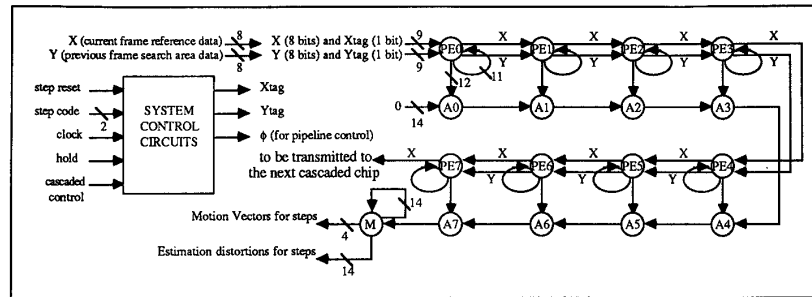 X (current frame reference data) 8 X (8 bits) and Xtag (1 bit) 9 PE0 X PE1 X PE2 X PE3 X
Y (previous frame search area data) 8 Y (8 bits) and Ytag (1 bit) 9 Y Y Y Y
12 11
step reset
step code 2
clock
hold
cascaded control
SYSTEM
CONTROL
CIRCUITS
Xtag
Ytag
ϕ (for pipeline control)
0 14 A0 A1 A2 A3
to be transmitted to
the next cascaded chip
X PE7 X PE6 X PE5 X PE4
Y Y Y
Motion Vectors for steps 4 M 14 A7 A6 A5 A4
Estimation distortions for steps 14